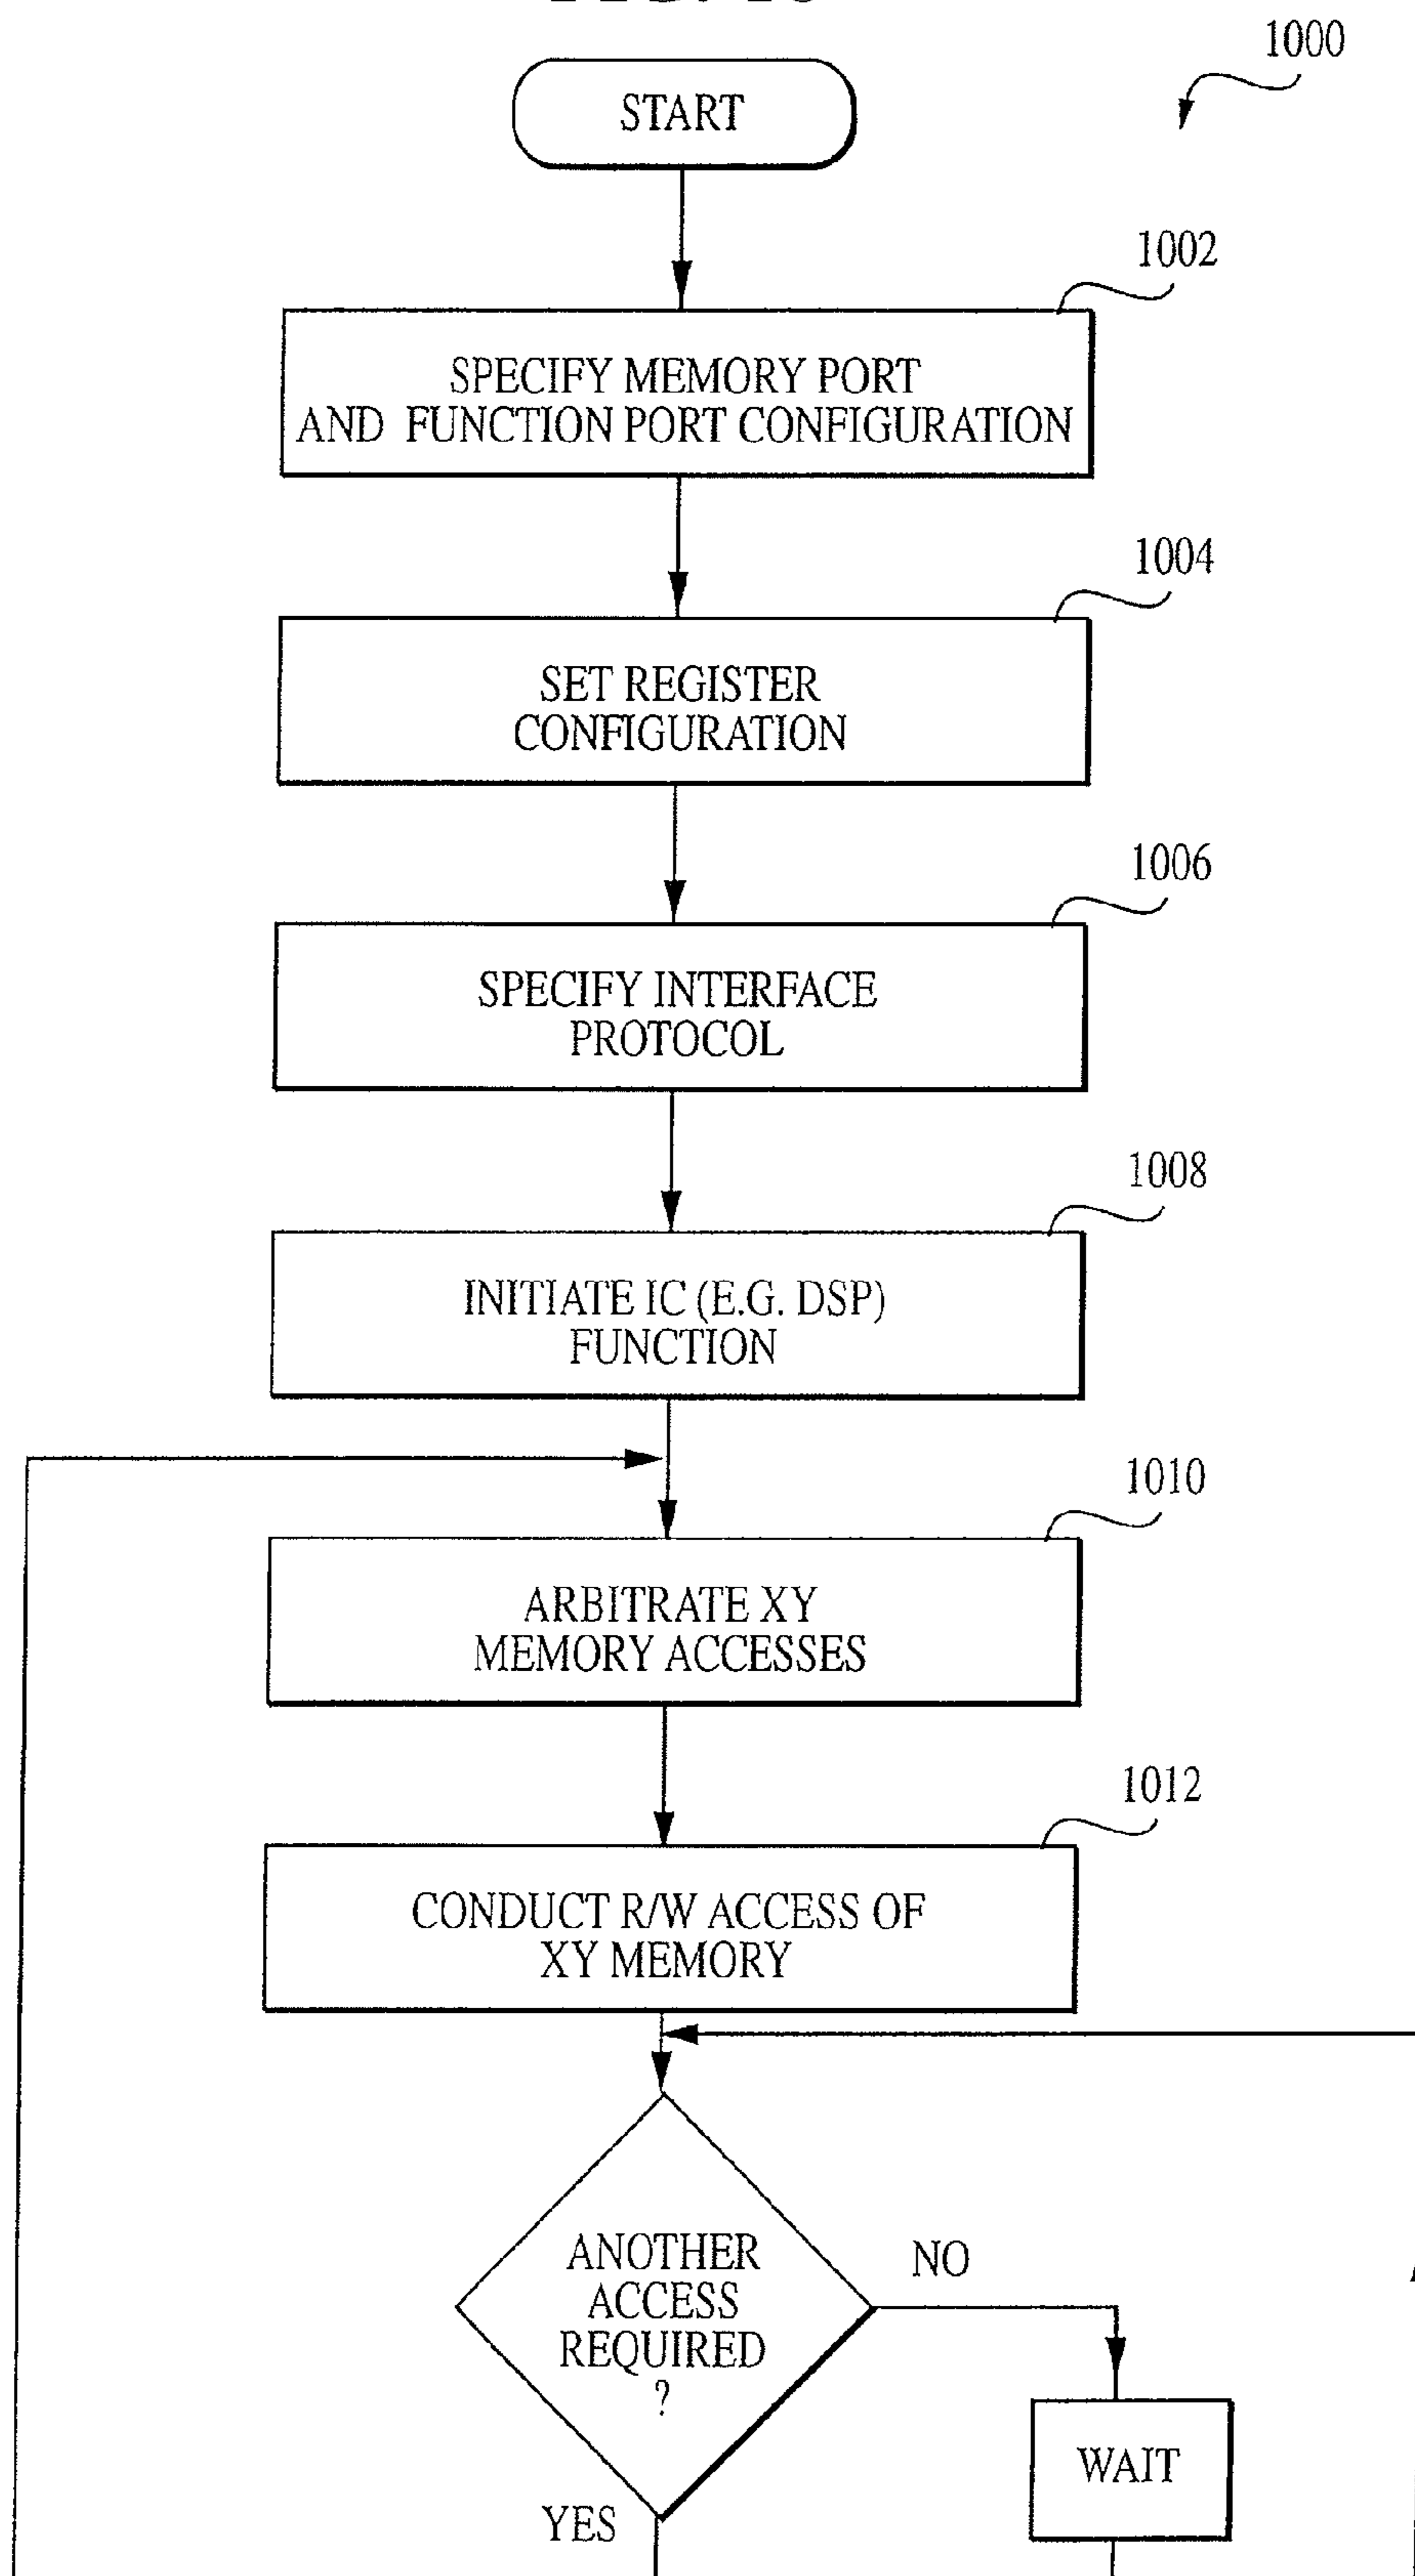 1000
START
1002
SPECIFY MEMORY PORT
AND FUNCTION PORT CONFIGURATION
1004
SET REGISTER
CONFIGURATION
1006
SPECIFY INTERFACE
PROTOCOL
1008
INITIATE IC (E.G. DSP)
FUNCTION
1010
ARBITRATE XY
MEMORY ACCESSES
1012
CONDUCT R/W ACCESS OF
XY MEMORY
ANOTHER
ACCESS
REQUIRED
?
NO
WAIT
YES